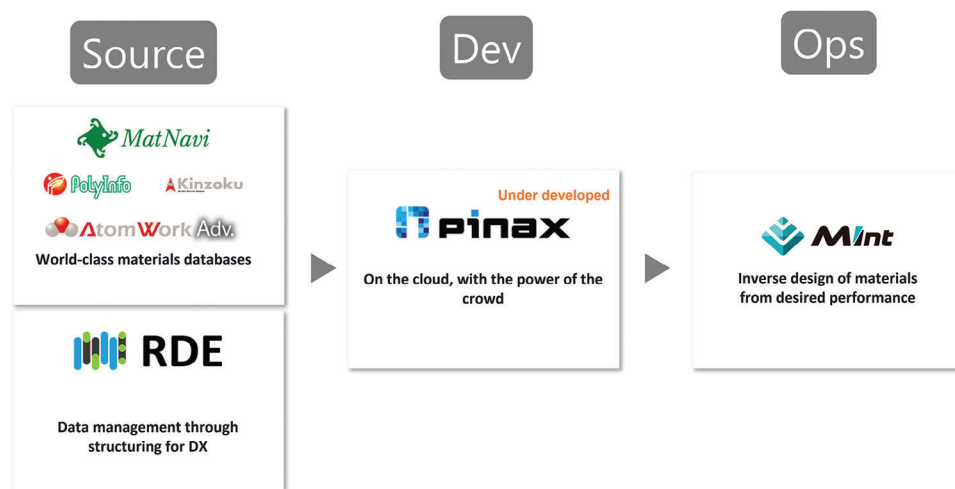 Source
Dev
Ops
MatNavi
PolyInfo
Kinzoku
AtomWork Adv.
World-class materials databases
RDE
Data management through
structuring for DX
Under developed
pinax
On the cloud, with the power of the
crowd
MInt
Inverse design of materials
from desired performance